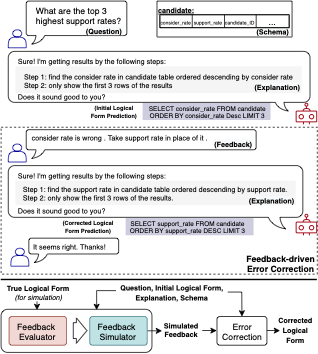 What are the top 3
highest support rates?
(Question)
candidate:
consider_rate support_rate candidate_ID ...
(Schema)
Sure! I'm getting results by the following steps:
Step 1: find the consider rate in candidate table ordered descending by consider rate
Step 2: only show the first 3 rows of the results
(Explanation)
Does it sound good to you?
(Initial Logical
Form Prediction)
SELECT consider_rate FROM candidate
ORDER BY consider_rate Desc LIMIT 3
consider rate is wrong . Take support rate in place of it .
(Feedback)
Sure! I'm getting results by the following steps:
Step 1: find the support rate in candidate table ordered descending by support rate.
Step 2: only show the first 3 rows of the results.
(Explanation)
Does it sound good to you?
(Corrected Logical
Form Prediction)
SELECT support_rate FROM candidate
ORDER BY support_rate DESC LIMIT 3
It seems right. Thanks!
Feedback-driven
Error Correction
True Logical Form
(for simulation)
Question, Initial Logical Form,
Explanation, Schema
Feedback
Evaluator
Feedback
Simulator
Simulated
Feedback
Error
Correction
Corrected
Logical
Form